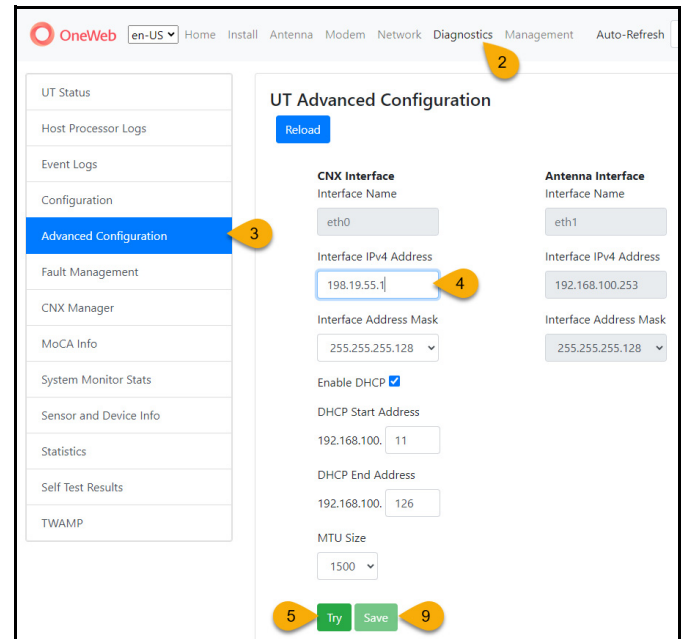 OneWeb en-US Home Install Antenna Modem Network Diagnostics Management Auto-Refresh
2
UT Status
Host Processor Logs
Event Logs
Configuration
Advanced Configuration
3
Fault Management
CNX Manager
MoCA Info
System Monitor Stats
Sensor and Device Info
Statistics
Self Test Results
TWAMP
UT Advanced Configuration
Reload
CNX Interface
Interface Name
eth0
Interface IPv4 Address
198.19.55.1
4
Interface Address Mask
255.255.255.128
Enable DHCP
DHCP Start Address
192.168.100. 11
DHCP End Address
192.168.100. 126
MTU Size
1500
5 Try Save 9
Antenna Interface
Interface Name
eth1
Interface IPv4 Address
192.168.100.253
Interface Address Mask
255.255.255.128